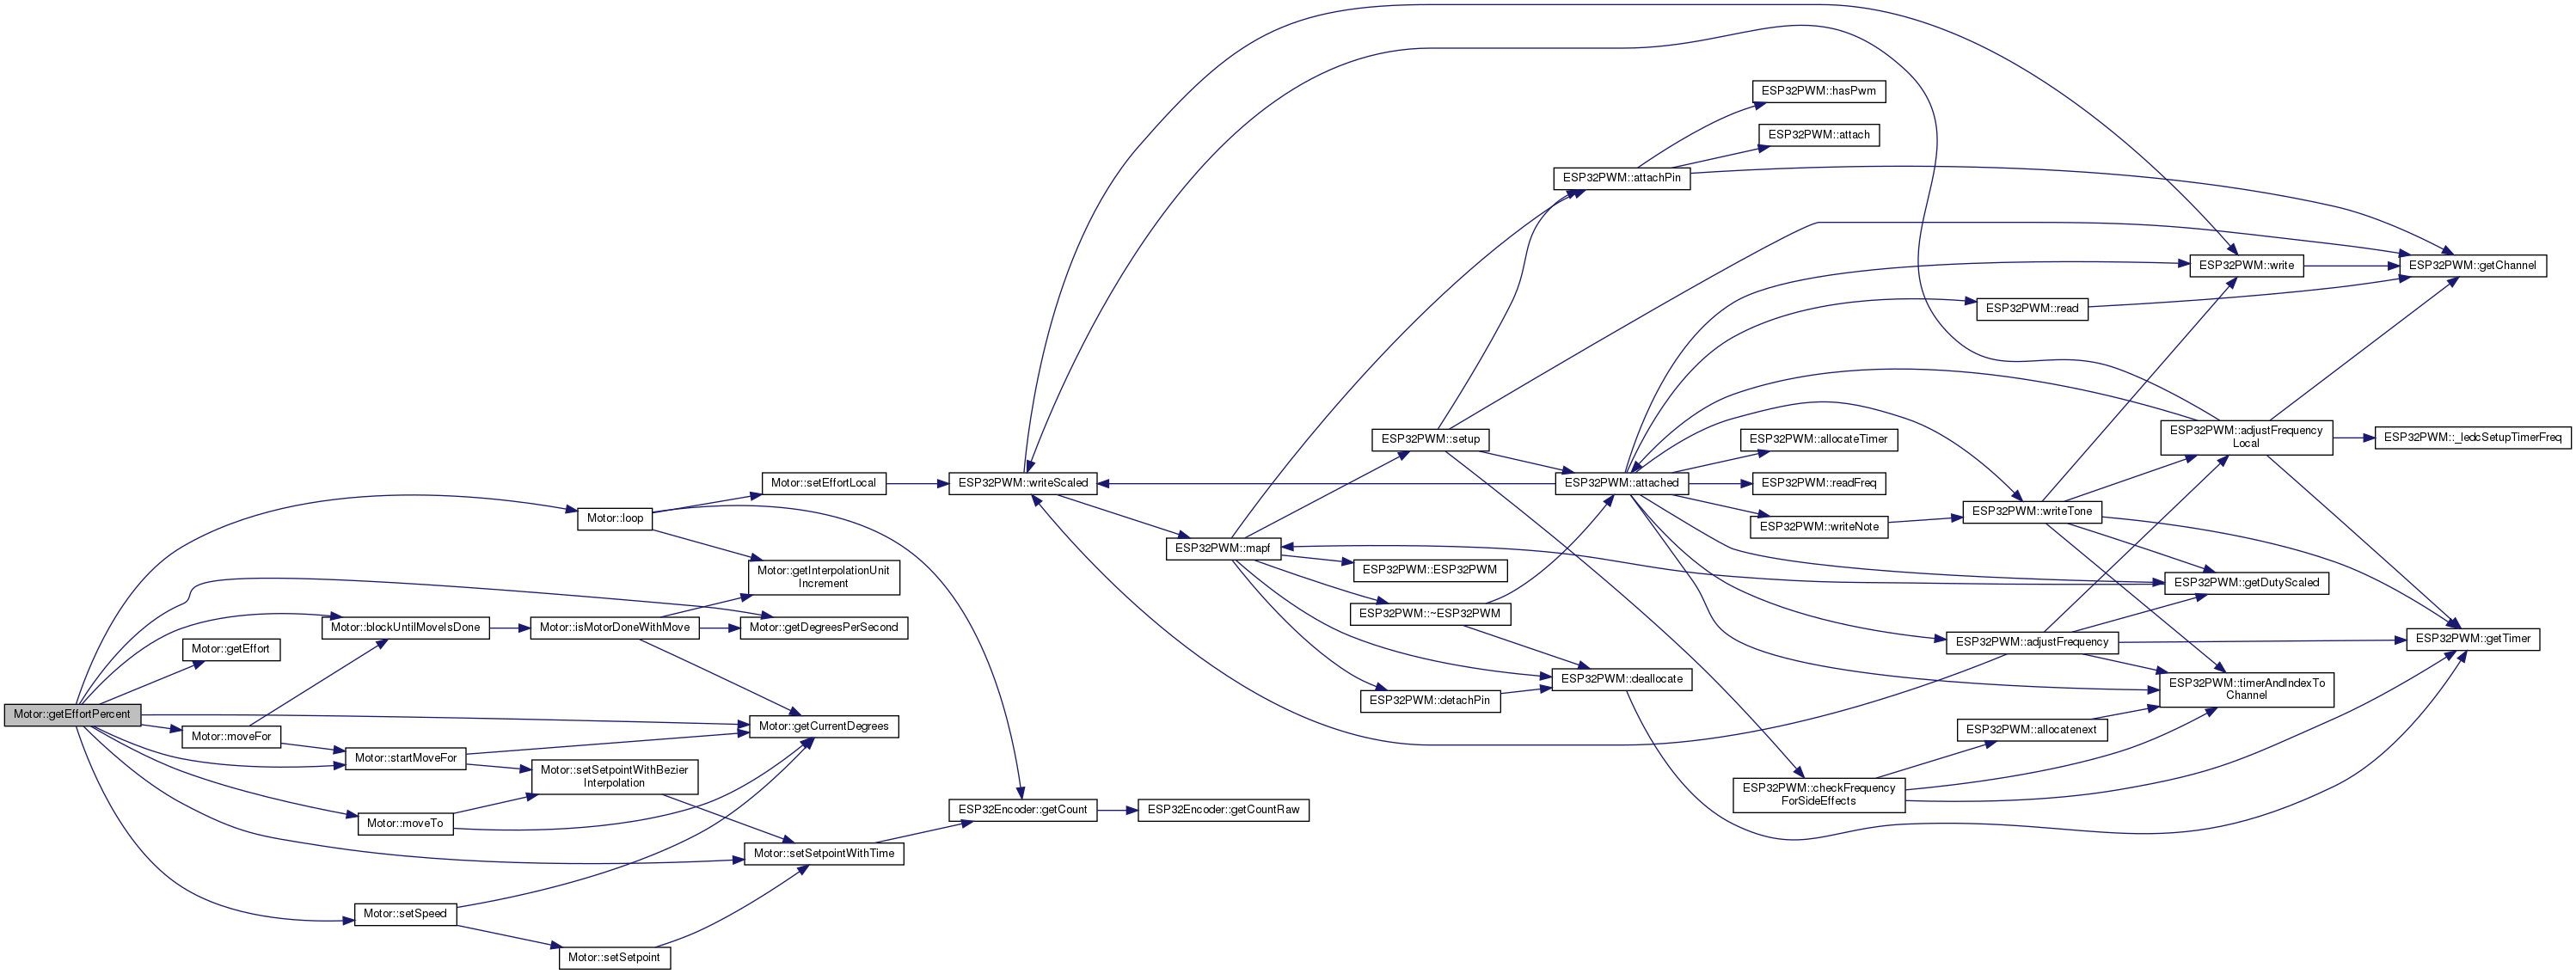 Motor::getEffortPercent
Motor::getEffort
Motor::moveFor
Motor::blockUntilMoveIsDone
Motor::startMoveFor
Motor::moveTo
Motor::setSpeed
Motor::loop
Motor::isMotorDoneWithMove
Motor::setSetpointWithBezier
Interpolation
Motor::setSetpoint
Motor::setEffortLocal
Motor::getInterpolationUnit
Increment
Motor::getDegreesPerSecond
Motor::getCurrentDegrees
Motor::setSetpointWithTime
ESP32PWM::writeScaled
ESP32Encoder::getCount
ESP32Encoder::getCountRaw
ESP32PWM::mapf
ESP32PWM::setup
ESP32PWM::ESP32PWM
ESP32PWM::~ESP32PWM
ESP32PWM::detachPin
ESP32PWM::attachPin
ESP32PWM::attached
ESP32PWM::deallocate
ESP32PWM::hasPwm
ESP32PWM::attach
ESP32PWM::allocateTimer
ESP32PWM::readFreq
ESP32PWM::writeNote
ESP32PWM::checkFrequency
ForSideEffects
ESP32PWM::read
ESP32PWM::writeTone
ESP32PWM::adjustFrequency
ESP32PWM::allocatenext
ESP32PWM::write
ESP32PWM::adjustFrequency
Local
ESP32PWM::getDutyScaled
ESP32PWM::timerAndIndexTo
Channel
ESP32PWM::getChannel
ESP32PWM::_ledcSetupTimerFreq
ESP32PWM::getTimer